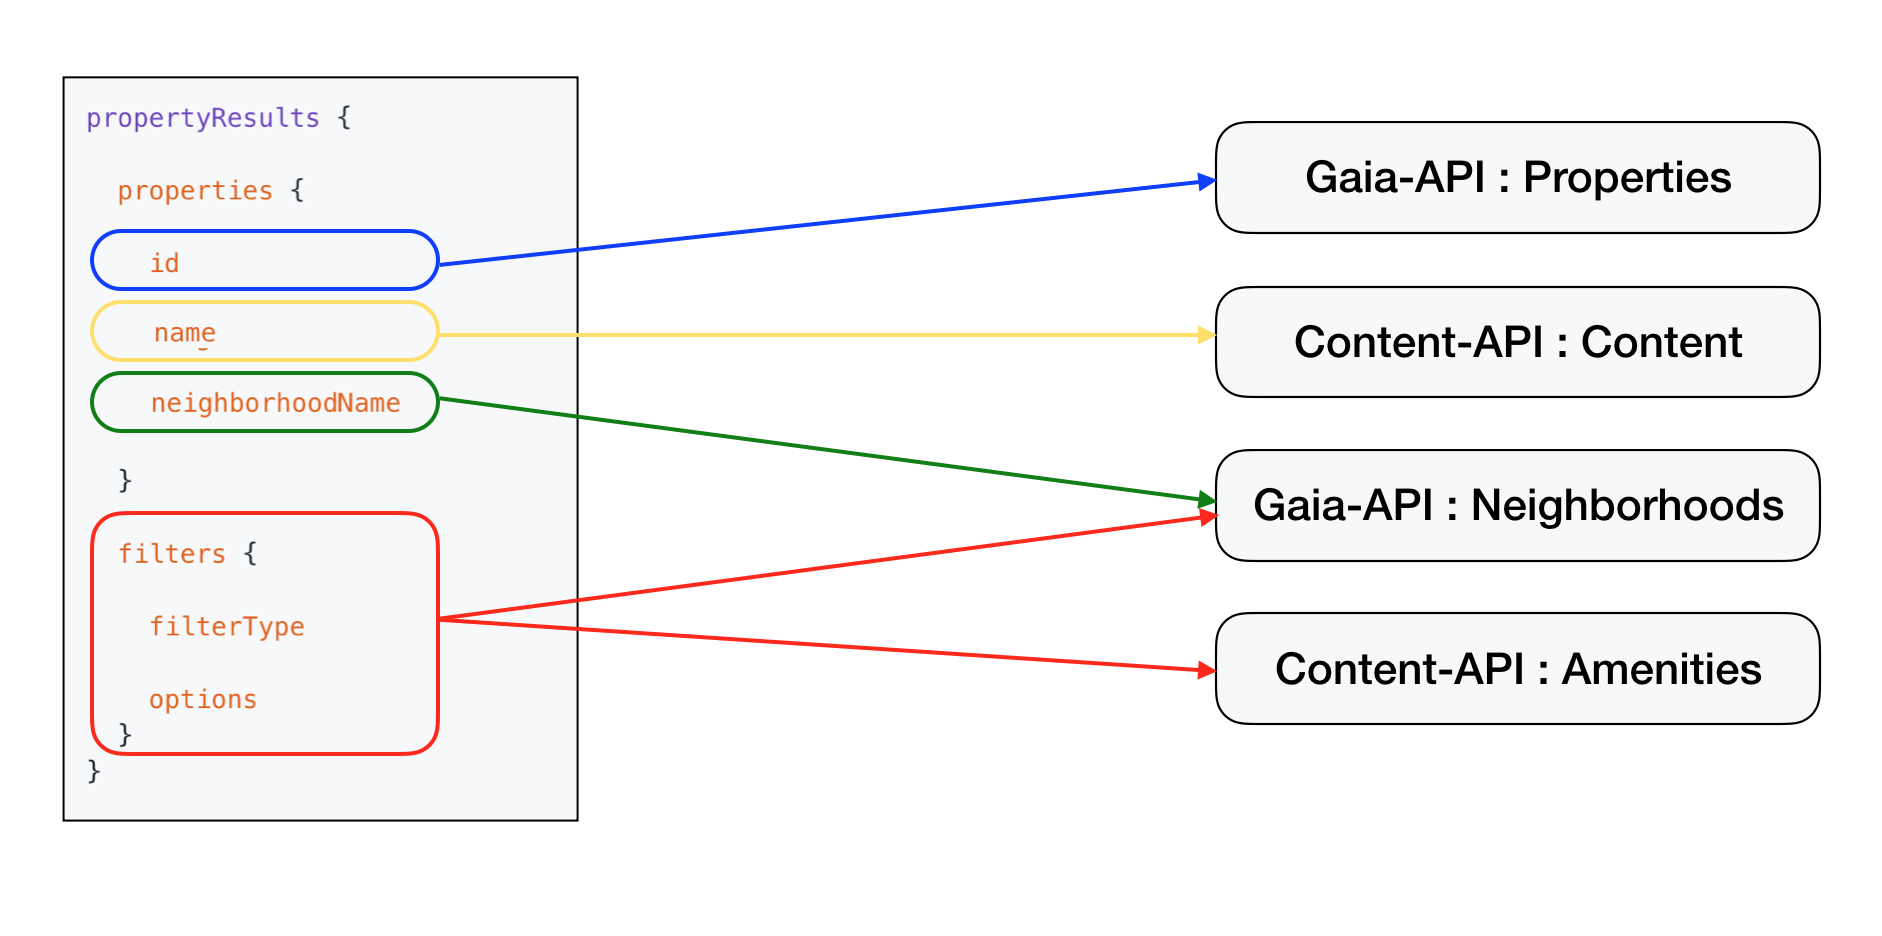 propertyResults {
properties {
id
name
neighborhoodName
}
filters {
filterType
options
}
}
Gaia-API : Properties
Content-API : Content
Gaia-API : Neighborhoods
Content-API : Amenities